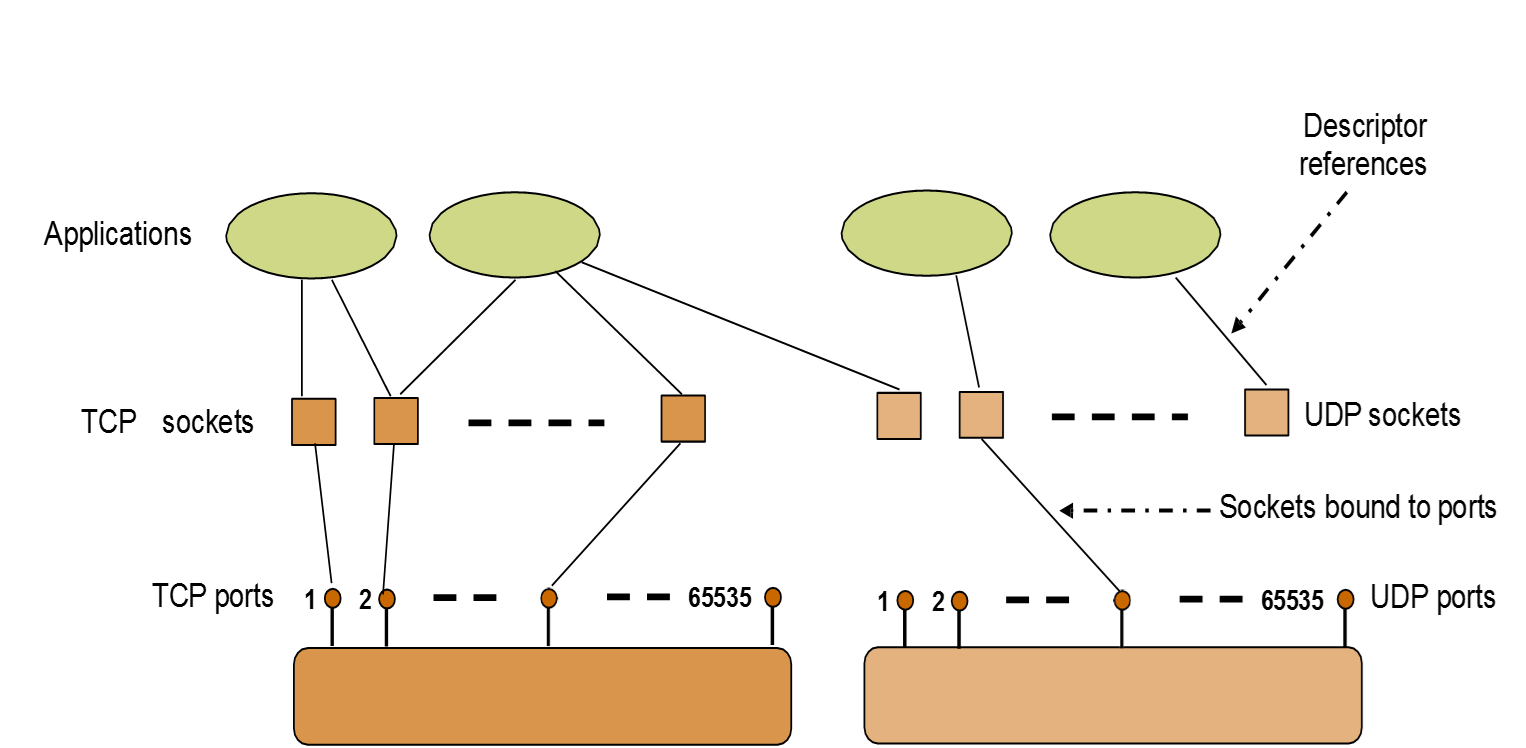 Descriptor
references
Applications
TCP sockets
UDP sockets
Sockets bound to ports
TCP ports 1 2 65535 1 2 65535 UDP ports